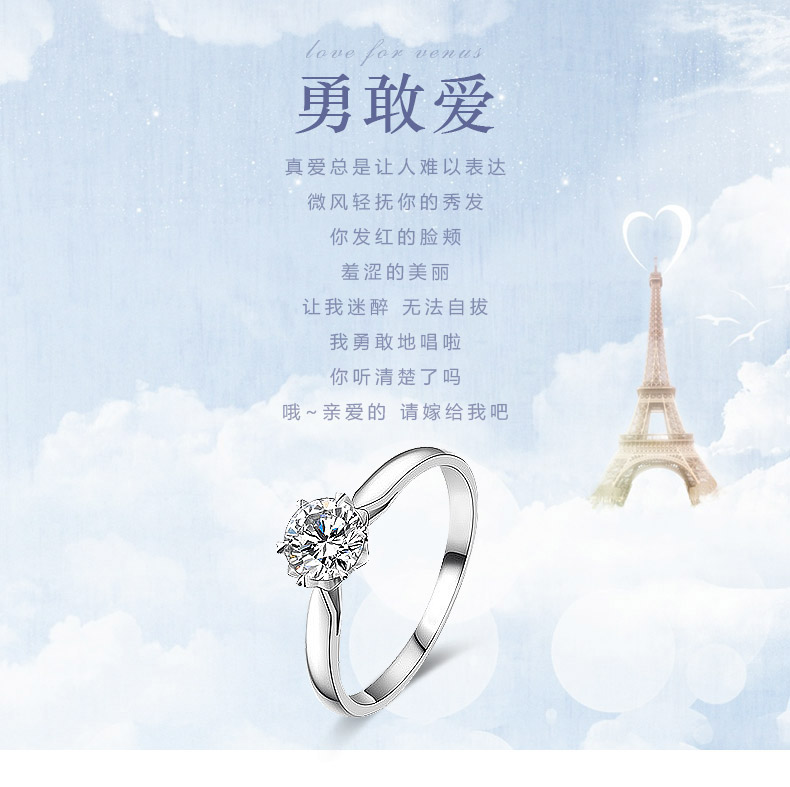 love for venus
勇敢爱
真爱总是让人难以表达
微风轻抚你的秀发
你发红的脸颊
羞涩的美丽
让我迷醉 无法自拔
我勇敢地唱啦
你听清楚了吗
哦~亲爱的 请嫁给我吧